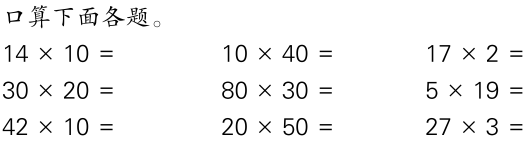 口算下面各题。
14 × 10 = 10 × 40 = 17 × 2 =
30 × 20 = 80 × 30 = 5 × 19 =
42 × 10 = 20 × 50 = 27 × 3 =